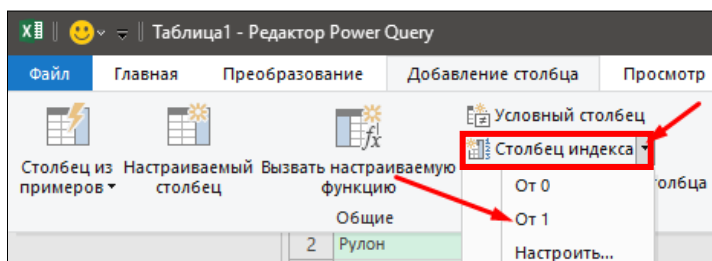 Таблица1 - Редактор Power Query
Файл Главная Преобразование Добавление столбца Просмотр
Столбец из примеров
Настраиваемый столбец
Вызвать настраиваемую функцию
Условный столбец
Столбец индекса
олбца
От 0
От 1
Настроить...
Общие
2 Рулон